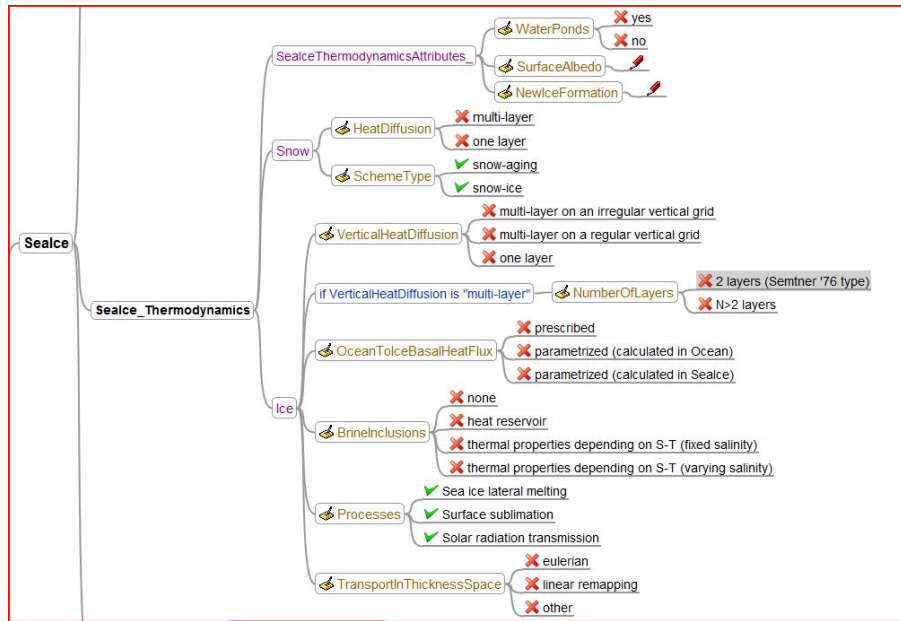 SeaIce
SeaIce_Thermodynamics
SeaIceThermodynamicsAttributes_
WaterPonds
yes
no
SurfaceAlbedo
NewIceFormation
Snow
HeatDiffusion
multi-layer
one layer
SchemeType
snow-aging
snow-ice
Ice
VerticalHeatDiffusion
multi-layer on an irregular vertical grid
multi-layer on a regular vertical grid
one layer
if VerticalHeatDiffusion is "multi-layer"
NumberOfLayers
2 layers (Semtner '76 type)
N>2 layers
OceanToIceBasalHeatFlux
prescribed
parametrized (calculated in Ocean)
parametrized (calculated in SeaIce)
BrineInclusions
none
heat reservoir
thermal properties depending on S-T (fixed salinity)
thermal properties depending on S-T (varying salinity)
Processes
Sea ice lateral melting
Surface sublimation
Solar radiation transmission
TransportInThicknessSpace
eulerian
linear remapping
other